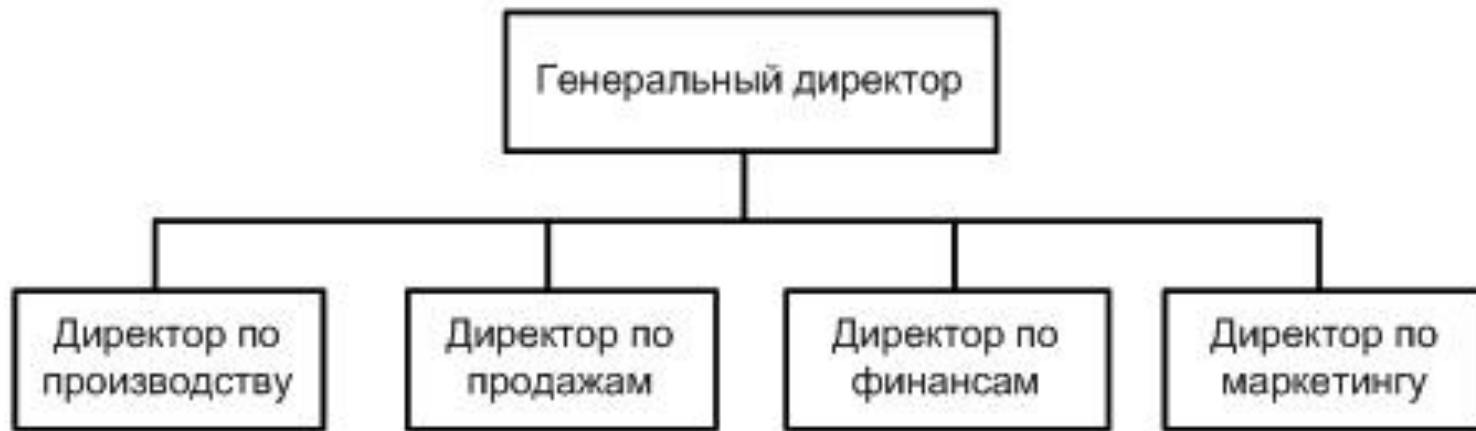 Генеральный директор
Директор по
производству
Директор по
продажам
Директор по
финансам
Директор по
маркетингу